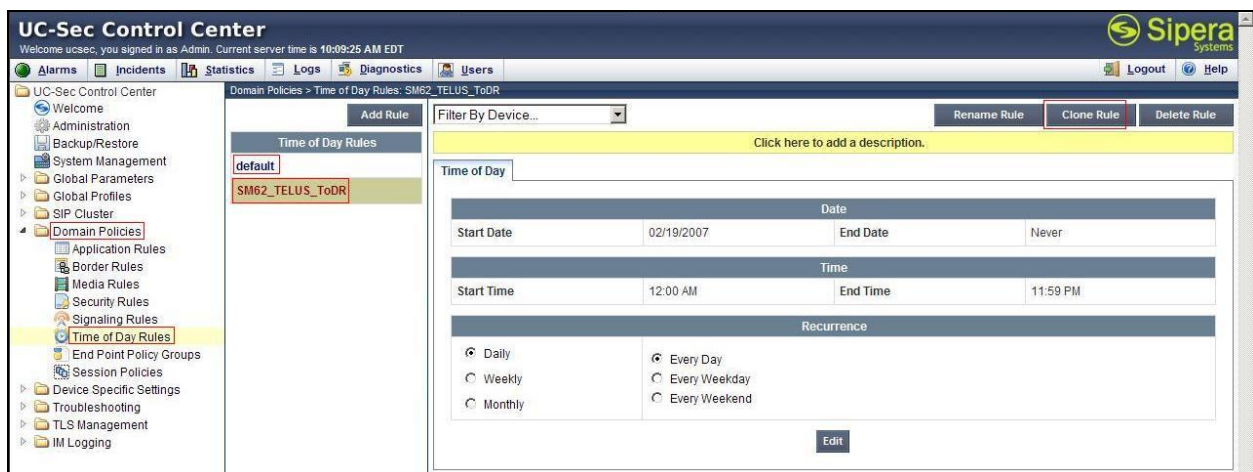 UC-Sec Control Center
Welcome ucsec, you signed in as Admin. Current server time is 10:09:25 AM EDT
Sipera
Systems
Alarms Incidents Statistics Logs Diagnostics Users Logout Help
UC-Sec Control Center
Welcome
Administration
Backup/Restore
System Management
Global Parameters
Global Profiles
SIP Cluster
Domain Policies
Application Rules
Border Rules
Media Rules
Security Rules
Signaling Rules
Time of Day Rules
End Point Policy Groups
Session Policies
Device Specific Settings
Troubleshooting
TLS Management
IM Logging
Domain Policies > Time of Day Rules: SM62_TELUS_ToDR
Add Rule
Time of Day Rules
default
SM62_TELUS_ToDR
Filter By Device...
Rename Rule Clone Rule Delete Rule
Click here to add a description.
Time of Day
Date
Start Date 02/19/2007 End Date Never
Time
Start Time 12:00 AM End Time 11:59 PM
Recurrence
Daily
Weekly
Monthly
Every Day
Every Weekday
Every Weekend
Edit